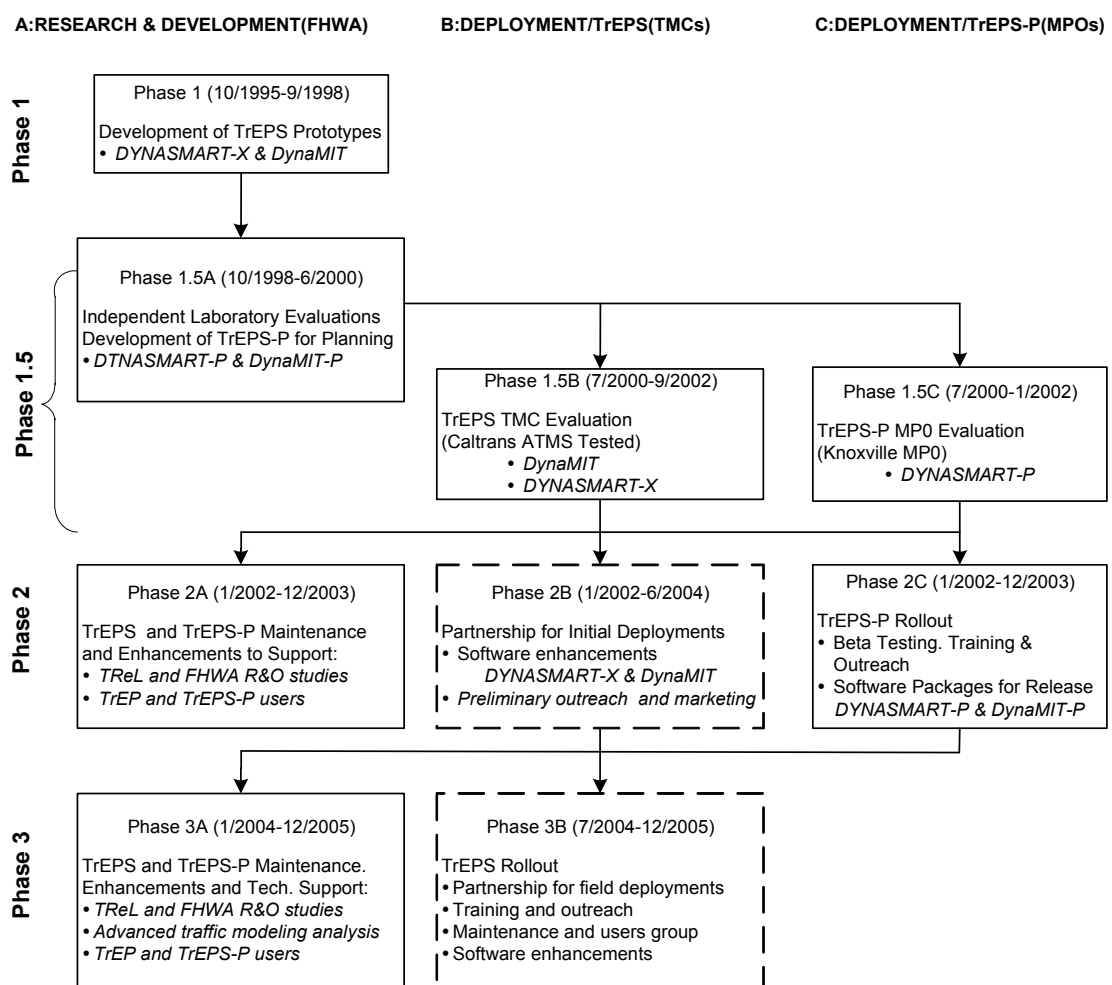 A:RESEARCH & DEVELOPMENT(FHWA)
B:DEPLOYMENT/TrEPS(TMCs)
C:DEPLOYMENT/TrEPS-P(MPOs)
Phase 1
Phase 1 (10/1995-9/1998)
Development of TrEPS Prototypes
• DYNASMART-X & DynaMIT
Phase 1.5
Phase 1.5A (10/1998-6/2000)
Independent Laboratory Evaluations
Development of TrEPS-P for Planning
• DTNASMART-P & DynaMIT-P
Phase 1.5B (7/2000-9/2002)
TrEPS TMC Evaluation
(Caltrans ATMS Tested)
• DynaMIT
• DYNASMART-X
Phase 1.5C (7/2000-1/2002)
TrEPS-P MP0 Evaluation
(Knoxville MP0)
• DYNASMART-P
Phase 2
Phase 2A (1/2002-12/2003)
TrEPS and TrEPS-P Maintenance
and Enhancements to Support:
• TReL and FHWA R&O studies
• TrEP and TrEPS-P users
Phase 2B (1/2002-6/2004)
Partnership for Initial Deployments
• Software enhancements
DYNASMART-X & DynaMIT
• Preliminary outreach and marketing
Phase 2C (1/2002-12/2003)
TrEPS-P Rollout
• Beta Testing. Training &
Outreach
• Software Packages for Release
DYNASMART-P & DynaMIT-P
Phase 3
Phase 3A (1/2004-12/2005)
TrEPS and TrEPS-P Maintenance.
Enhancements and Tech. Support:
• TReL and FHWA R&O studies
• Advanced traffic modeling analysis
• TrEP and TrEPS-P users
Phase 3B (7/2004-12/2005)
TrEPS Rollout
• Partnership for field deployments
• Training and outreach
• Maintenance and users group
• Software enhancements